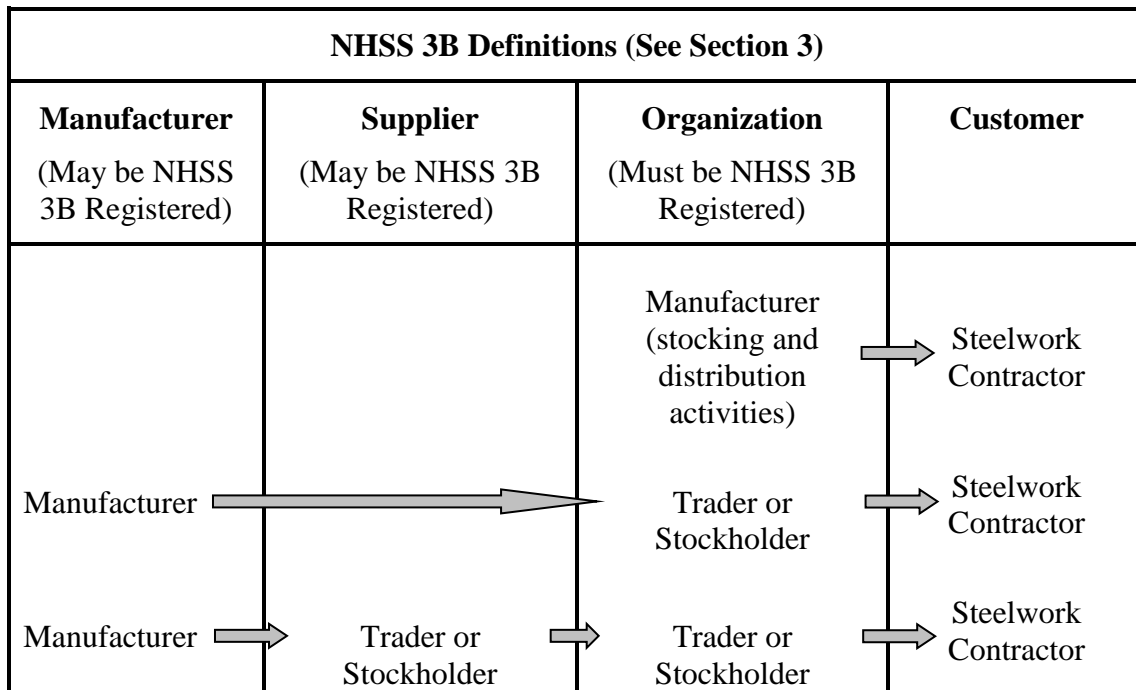 NHSS 3B Definitions (See Section 3)
Manufacturer
(May be NHSS
3B Registered)
Supplier
(May be NHSS 3B
Registered)
Organization
(Must be NHSS 3B
Registered)
Customer
Manufacturer
(stocking and
distribution
activities)
Steelwork
Contractor
Manufacturer
Trader or
Stockholder
Steelwork
Contractor
Manufacturer
Trader or
Stockholder
Trader or
Stockholder
Steelwork
Contractor